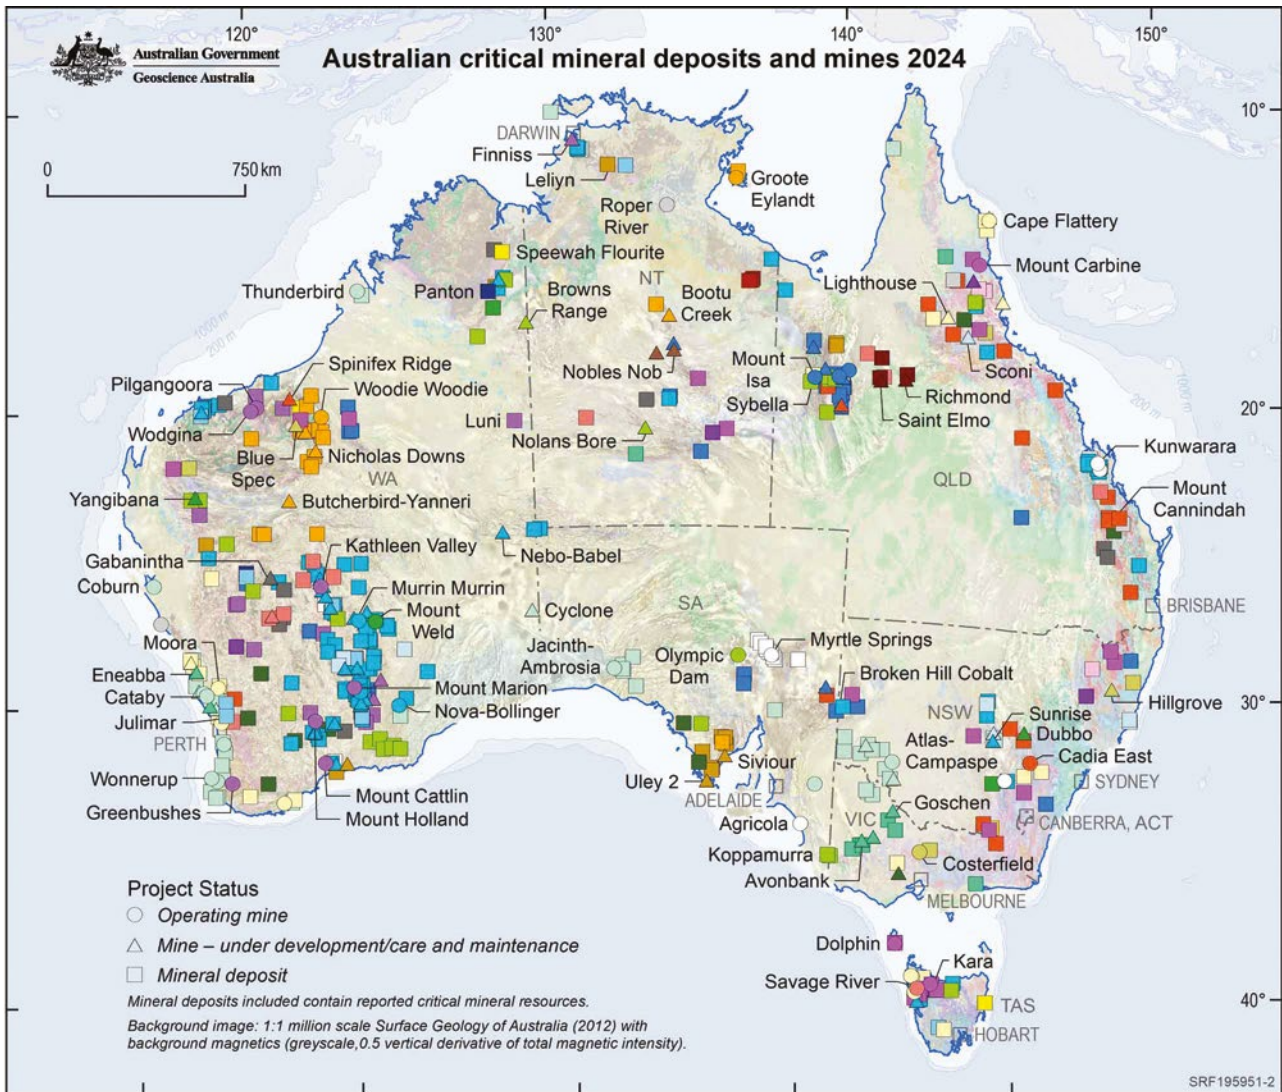 120°
130°
140°
150°
Australian Government
Geoscience Australia
Australian critical mineral deposits and mines 2024
10°
DARWIN
Finniss
0
750 km
Leliyn
Groote
Eylandt
Roper
River
Cape Flattery
Speewah Flourite
NT
Mount Carbine
Thunderbird
Panton
Browns
Range
Bootu
Creek
Lighthouse
1000 m
200 m
Spinifex Ridge
Nobles Nob
Mount
Isa
Sconi
Pilgangoora
Woodie Woodie
Sybella
Richmond
Saint Elmo
1000 m
200 m
20°
Wodgina
Luni
Nolans Bore
Kunwarara
Blue
Spec
Nicholas Downs
WA
QLD
Mount
Cannindah
Yangibana
Butcherbird-Yanneri
Gabanintha
Kathleen Valley
Nebo-Babel
Coburn
Murrin Murrin
Cyclone
SA
BRISBANE
Mount
Weld
Moora
Jacinth-
Ambrosia
Olympic
Dam
Myrtle Springs
Eneabba
Broken Hill Cobalt
Cataby
Mount Marion
Hillgrove
30°
Julimar
Nova-Bollinger
NSW
Sunrise
Dubbo
PERTH
Atlas-
Campaspe
Cadia East
Wonnerup
Siviour
SYDNEY
Uley 2
ADELAIDE
Greenbushes
Mount Cattlin
Mount Holland
Goschen
Agricola
VIC
CANBERRA, ACT
Koppamurra
Costerfield
Avonbank
MELBOURNE
Project Status
Operating mine
Mine – under development/care and maintenance
Mineral deposit
Dolphin
Kara
Savage River
40°
TAS
HOBART
Mineral deposits included contain reported critical mineral resources.
Background image: 1:1 million scale Surface Geology of Australia (2012) with
background magnetics (greyscale,0.5 vertical derivative of total magnetic intensity).
SRF195951-2